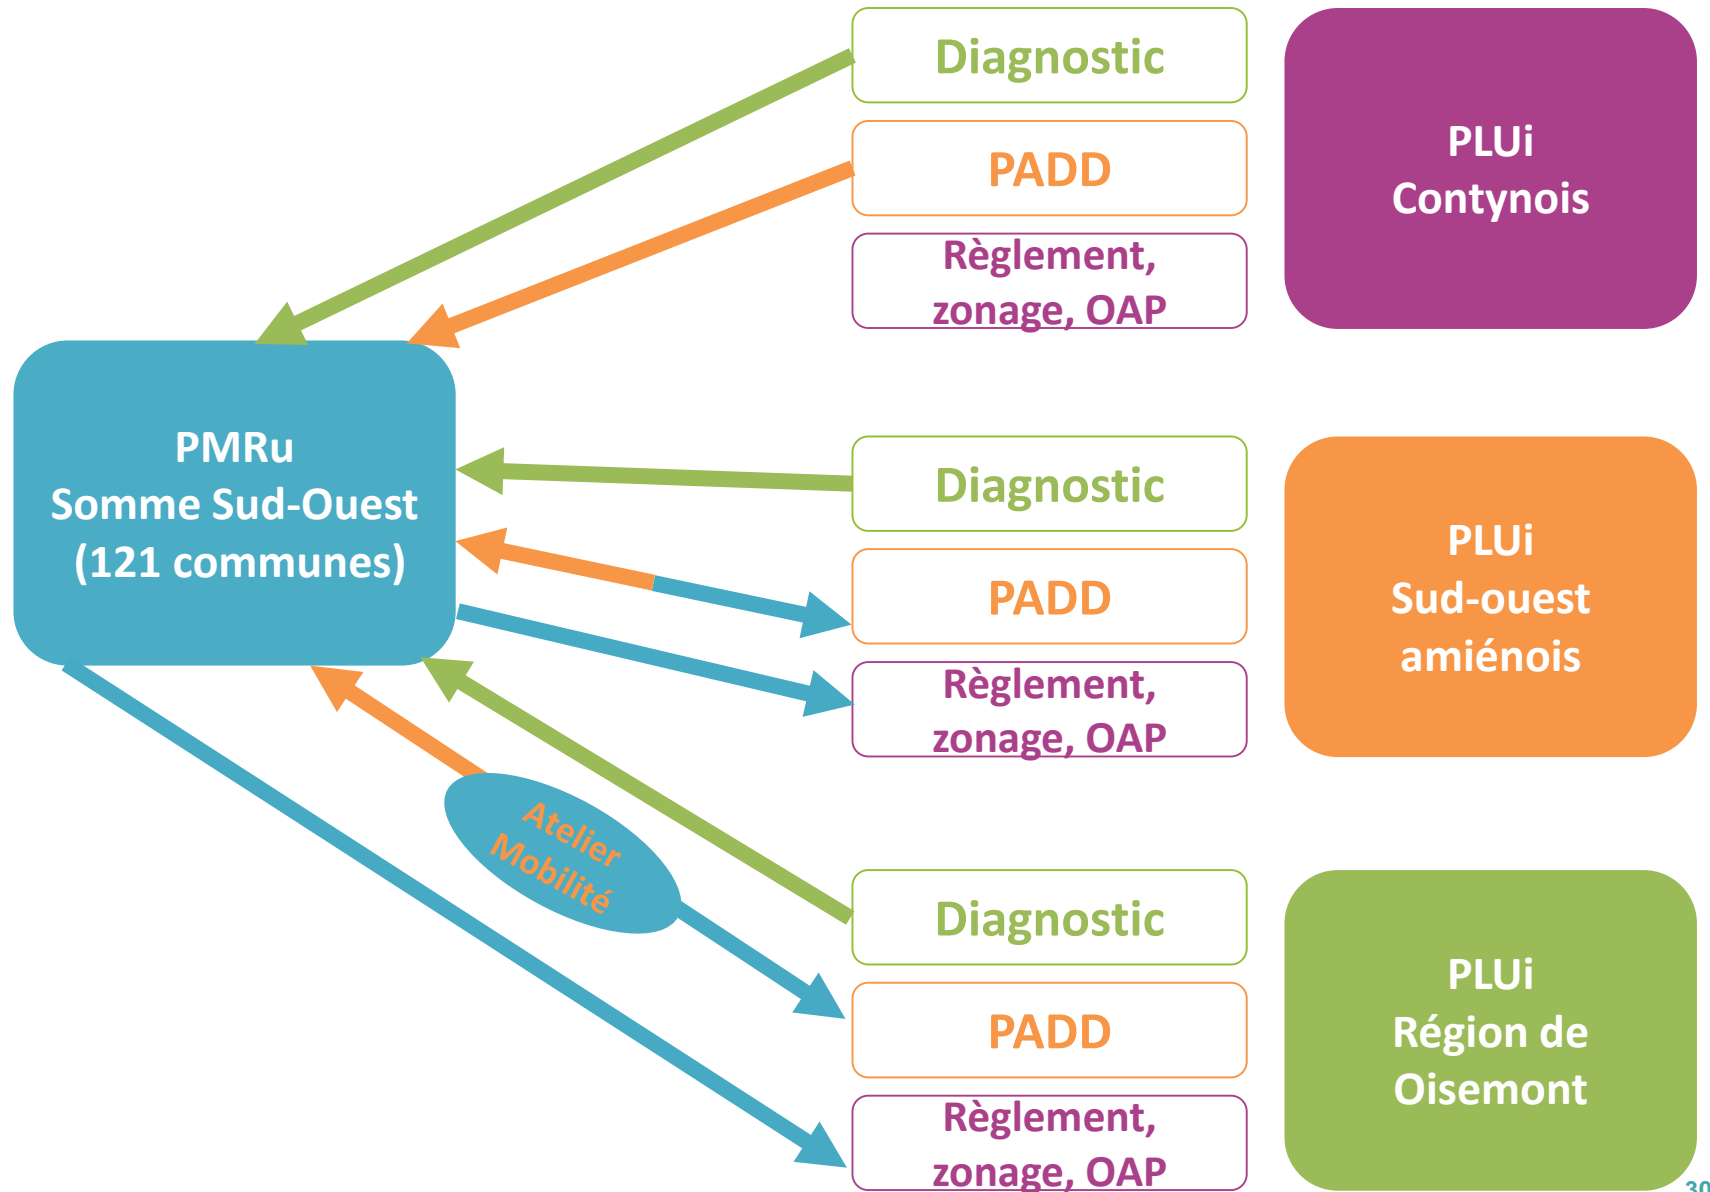 Diagnostic
PADD
Règlement,
zonage, OAP
PLUi
Contynois
PMRu
Somme Sud-Ouest
(121 communes)
Diagnostic
PADD
Règlement,
zonage, OAP
PLUi
Sud-ouest
amiénois
Atelier
Mobilité
Diagnostic
PADD
Règlement,
zonage, OAP
PLUi
Région de
Oisemont
30